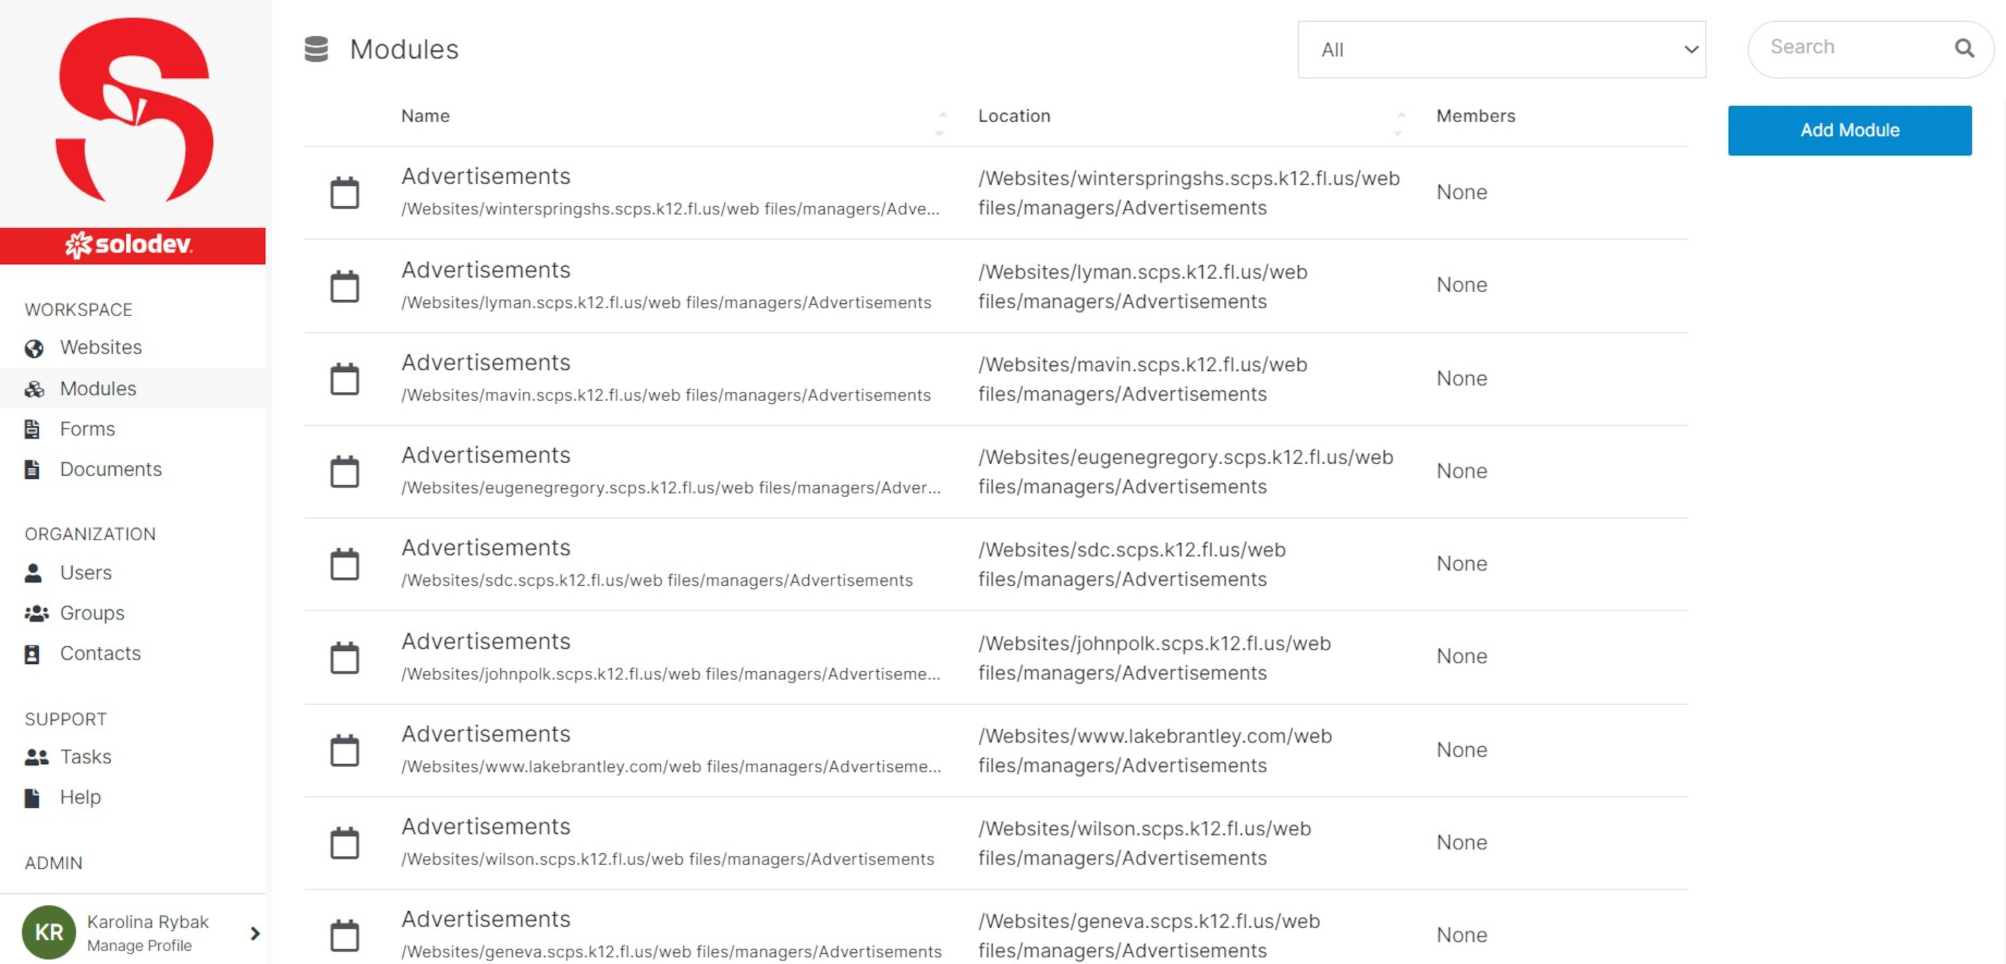 solodev
WORKSPACE
Websites
Modules
Forms
Documents
ORGANIZATION
Users
Groups
Contacts
SUPPORT
Tasks
Help
ADMIN
KR
Karolina Rybak
Manage Profile
Modules
All
Search
Add Module
Name Location Members
Advertisements
/Websites/winterspringshs.scps.k12.fl.us/web files/managers/Adve...
/Websites/winterspringshs.scps.k12.fl.us/web
files/managers/Advertisements
None
Advertisements
/Websites/lyman.scps.k12.fl.us/web files/managers/Advertisements
/Websites/lyman.scps.k12.fl.us/web
files/managers/Advertisements
None
Advertisements
/Websites/mavin.scps.k12.fl.us/web files/managers/Advertisements
/Websites/mavin.scps.k12.fl.us/web
files/managers/Advertisements
None
Advertisements
/Websites/eugenegregory.scps.k12.fl.us/web files/managers/Adver...
/Websites/eugenegregory.scps.k12.fl.us/web
files/managers/Advertisements
None
Advertisements
/Websites/sdc.scps.k12.fl.us/web files/managers/Advertisements
/Websites/sdc.scps.k12.fl.us/web
files/managers/Advertisements
None
Advertisements
/Websites/johnpolk.scps.k12.fl.us/web files/managers/Advertiseme...
/Websites/johnpolk.scps.k12.fl.us/web
files/managers/Advertisements
None
Advertisements
/Websites/www.lakebrantley.com/web files/managers/Advertiseme...
/Websites/www.lakebrantley.com/web
files/managers/Advertisements
None
Advertisements
/Websites/wilson.scps.k12.fl.us/web files/managers/Advertisements
/Websites/wilson.scps.k12.fl.us/web
files/managers/Advertisements
None
Advertisements
/Websites/geneva.scps.k12.fl.us/web files/managers/Advertisements
/Websites/geneva.scps.k12.fl.us/web
files/managers/Advertisements
None